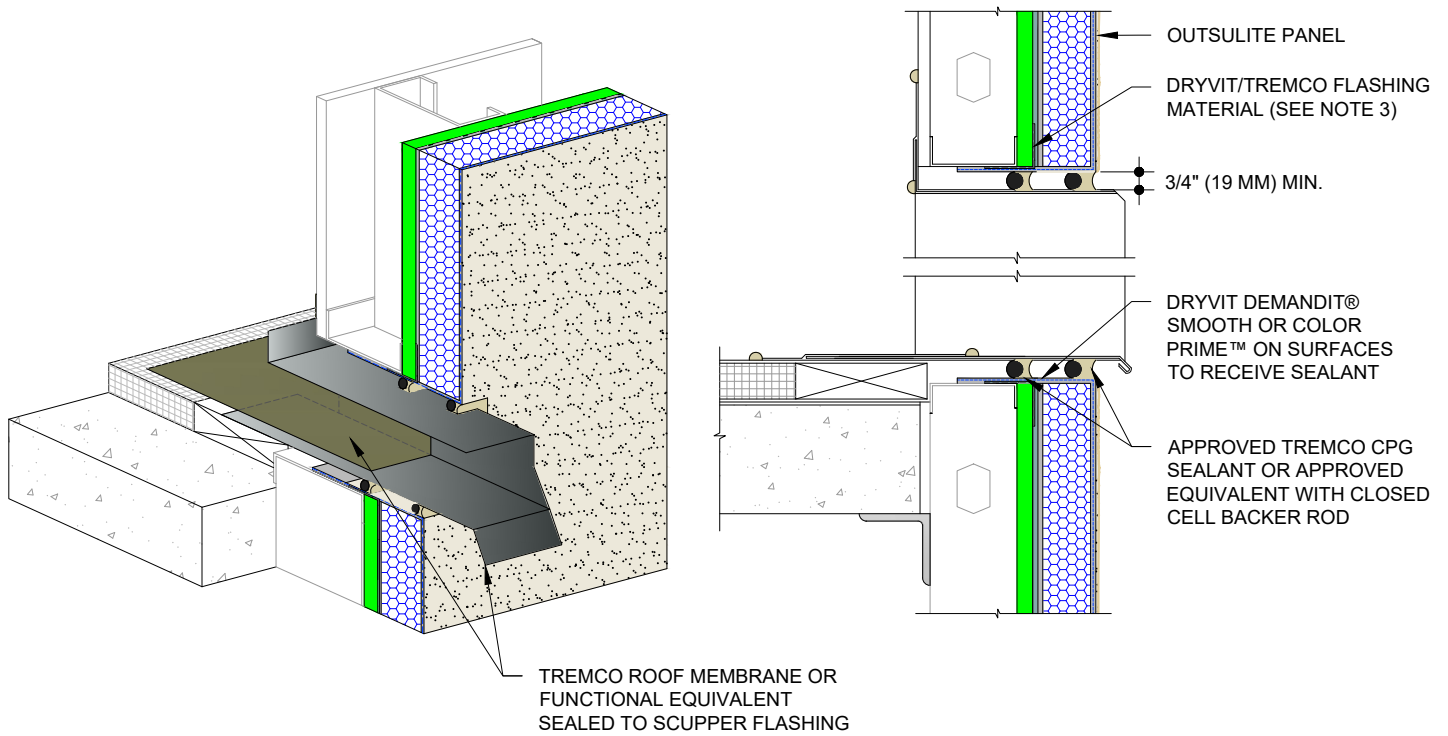 OUTSULITE PANEL
DRYVIT/TREMCO FLASHING
MATERIAL (SEE NOTE 3)
3/4" (19 MM) MIN.
DRYVIT DEMANDIT®
SMOOTH OR COLOR
PRIME™ ON SURFACES
TO RECEIVE SEALANT
APPROVED TREMCO CPG
SEALANT OR APPROVED
EQUIVALENT WITH CLOSED
CELL BACKER ROD
TREMCO ROOF MEMBRANE OR
FUNCTIONAL EQUIVALENT
SEALED TO SCUPPER FLASHING